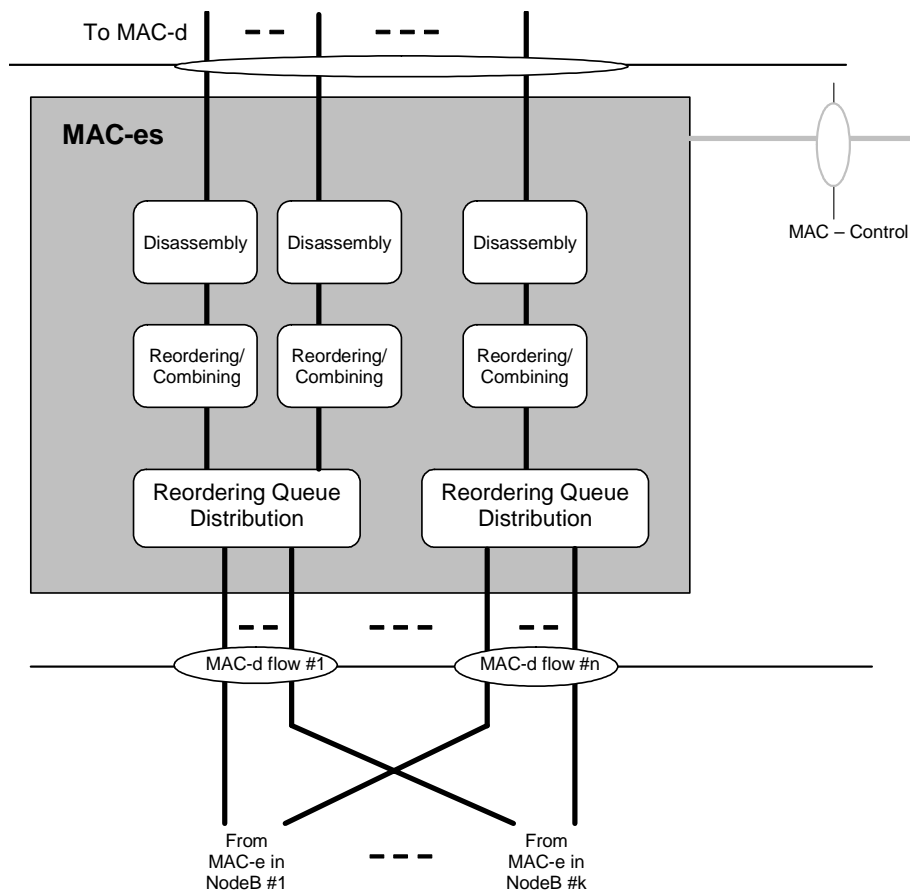 To MAC-d
MAC-es
MAC – Control
Disassembly
Disassembly
Disassembly
Reordering/
Combining
Reordering/
Combining
Reordering/
Combining
Reordering Queue
Distribution
Reordering Queue
Distribution
MAC-d flow #1
MAC-d flow #n
From
MAC-e in
NodeB #1
From
MAC-e in
NodeB #k